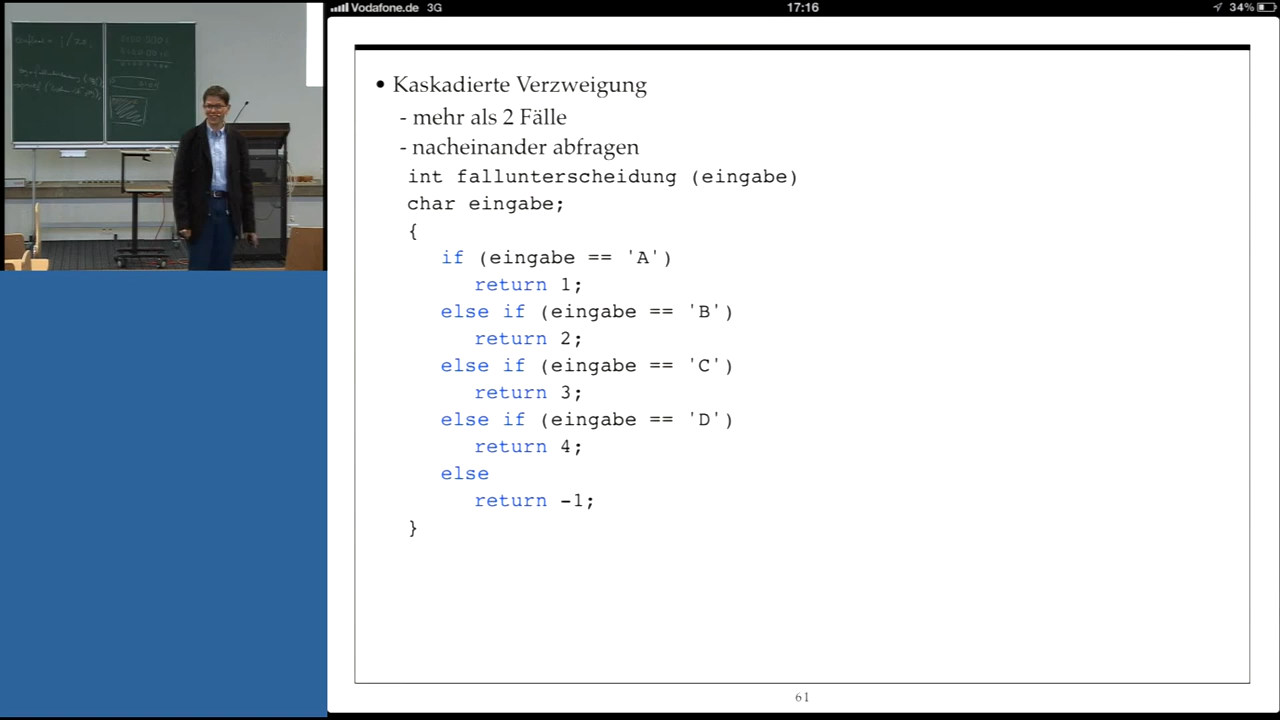 Vodafone.de 3G 17:16 34%
• Kaskadierte Verzweigung
- mehr als 2 Fälle
- nacheinander abfragen
int fallunterscheidung (eingabe)
char eingabe;
{
if (eingabe == 'A')
return 1;
else if (eingabe == 'B')
return 2;
else if (eingabe == 'C')
return 3;
else if (eingabe == 'D')
return 4;
else
return -1;
}
61